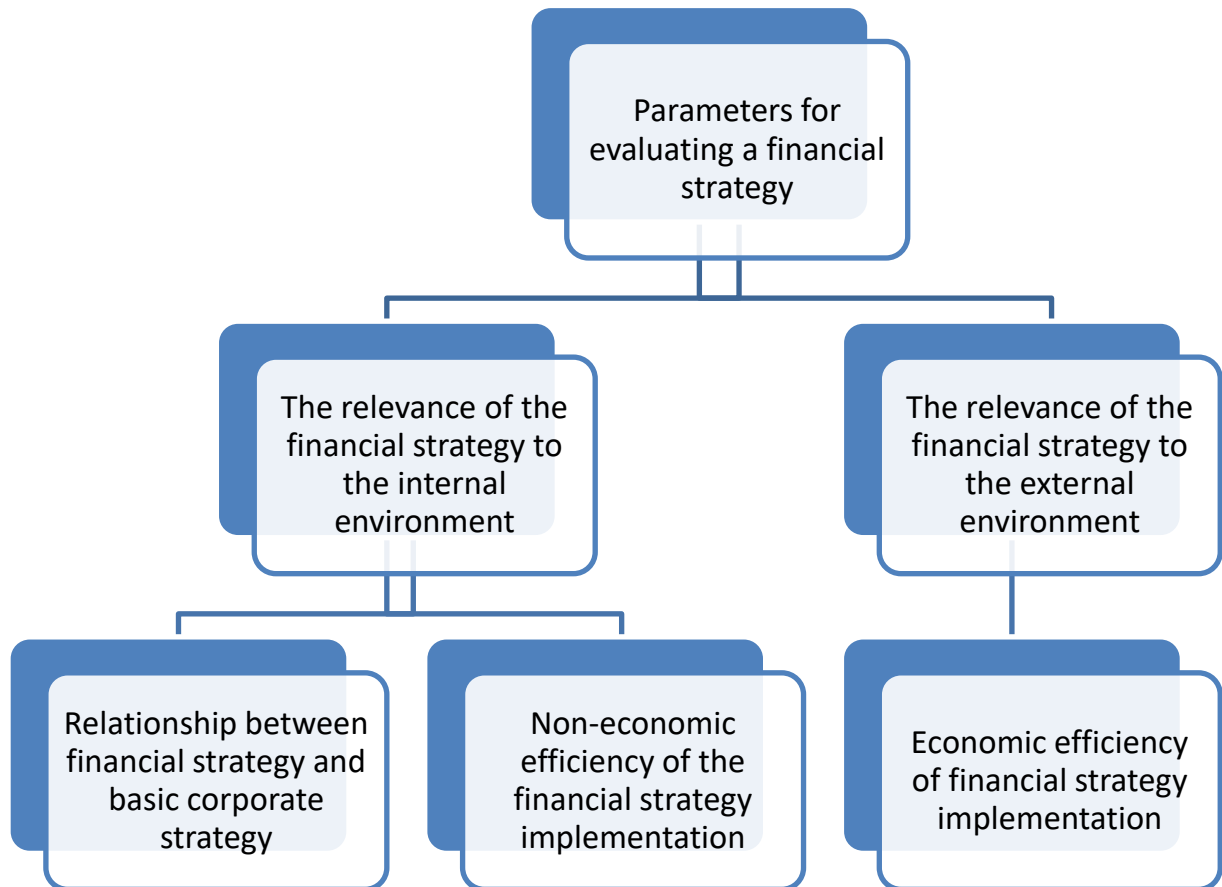 Parameters for
evaluating a financial
strategy
The relevance of the
financial strategy to
the internal
environment
The relevance of the
financial strategy to
the external
environment
Relationship between
financial strategy and
basic corporate
strategy
Non-economic
efficiency of the
financial strategy
implementation
Economic efficiency
of financial strategy
implementation